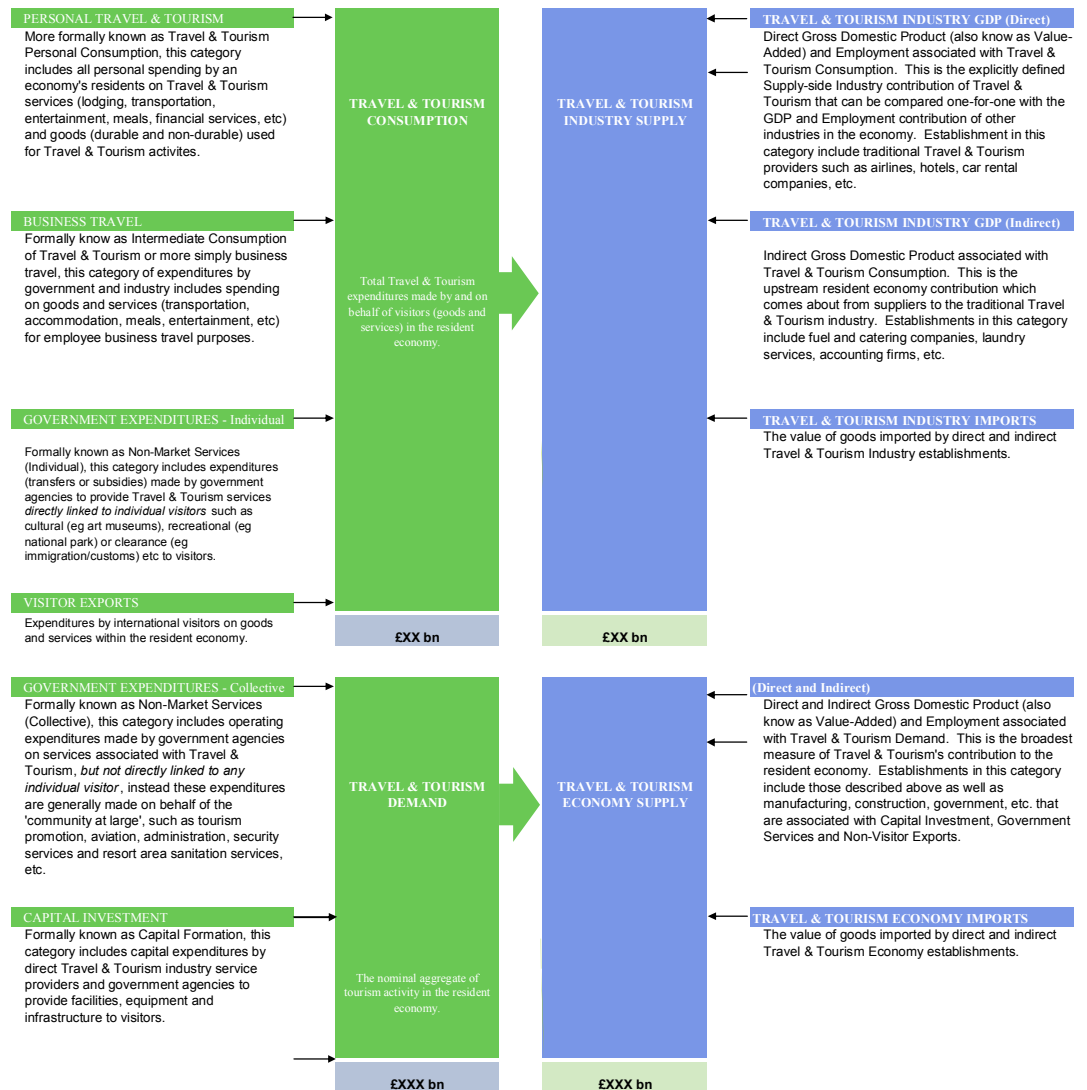 PERSONAL TRAVEL & TOURISM
More formally known as Travel & Tourism
Personal Consumption, this category
includes all personal spending by an
economy's residents on Travel & Tourism
services (lodging, transportation,
entertainment, meals, financial services, etc)
and goods (durable and non-durable) used
for Travel & Tourism activites.
BUSINESS TRAVEL
Formally know as Intermediate Consumption
of Travel & Tourism or more simply business
travel, this category of expenditures by
government and industry includes spending
on goods and services (transportation,
accommodation, meals, entertainment, etc)
for employee business travel purposes.
GOVERNMENT EXPENDITURES - Individual
Formally known as Non-Market Services
(Individual), this category includes expenditures
(transfers or subsidies) made by government
agencies to provide Travel & Tourism services
directly linked to individual visitors such as
cultural (eg art museums), recreational (eg
national park) or clearance (eg
immigration/customs) etc to visitors.
VISITOR EXPORTS
Expenditures by international visitors on goods
and services within the resident economy.
TRAVEL & TOURISM
CONSUMPTION
Total Travel & Tourism
expenditures made by and on
behalf of visitors (goods and
services) in the resident
economy.
£XX bn
TRAVEL & TOURISM
INDUSTRY SUPPLY
£XX bn
TRAVEL & TOURISM INDUSTRY GDP (Direct)
Direct Gross Domestic Product (also know as Value-
Added) and Employment associated with Travel &
Tourism Consumption. This is the explicitly defined
Supply-side Industry contribution of Travel &
Tourism that can be compared one-for-one with the
GDP and Employment contribution of other
industries in the economy. Establishment in this
category include traditional Travel & Tourism
providers such as airlines, hotels, car rental
companies, etc.
TRAVEL & TOURISM INDUSTRY GDP (Indirect)
Indirect Gross Domestic Product associated with
Travel & Tourism Consumption. This is the
upstream resident economy contribution which
comes about from suppliers to the traditional Travel
& Tourism industry. Establishments in this category
include fuel and catering companies, laundry
services, accounting firms, etc.
TRAVEL & TOURISM INDUSTRY IMPORTS
The value of goods imported by direct and indirect
Travel & Tourism Industry establishments.
GOVERNMENT EXPENDITURES - Collective
Formally known as Non-Market Services
(Collective), this category includes operating
expenditures made by government agencies
on services associated with Travel &
Tourism, but not directly linked to any
individual visitor, instead these expenditures
are generally made on behalf of the
'community at large', such as tourism
promotion, aviation, administration, security
services and resort area sanitation services,
etc.
CAPITAL INVESTMENT
Formally known as Capital Formation, this
category includes capital expenditures by
direct Travel & Tourism industry service
providers and government agencies to
provide facilities, equipment and
infrastructure to visitors.
TRAVEL & TOURISM
DEMAND
The nominal aggregate of
tourism activity in the resident
economy.
£XXX bn
TRAVEL & TOURISM
ECONOMY SUPPLY
£XXX bn
(Direct and Indirect)
Direct and Indirect Gross Domestic Product (also
know as Value-Added) and Employment associated
with Travel & Tourism Demand. This is the broadest
measure of Travel & Tourism's contribution to the
resident economy. Establishments in this category
include those described above as well as
manufacturing, construction, government, etc. that
are associated with Capital Investment, Government
Services and Non-Visitor Exports.
TRAVEL & TOURISM ECONOMY IMPORTS
The value of goods imported by direct and indirect
Travel & Tourism Economy establishments.